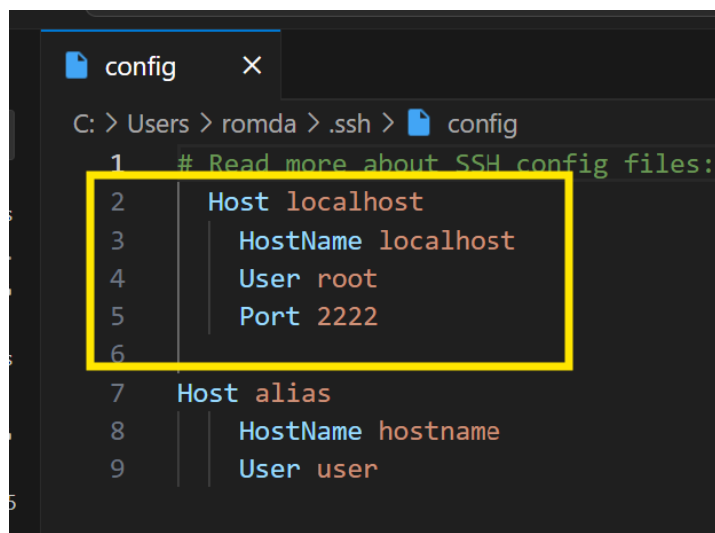 config
C: > Users > romda > .ssh > config
1 # Read more about SSH config files:
2 Host localhost
3 HostName localhost
4 User root
5 Port 2222
6
7 Host alias
8 HostName hostname
9 User user